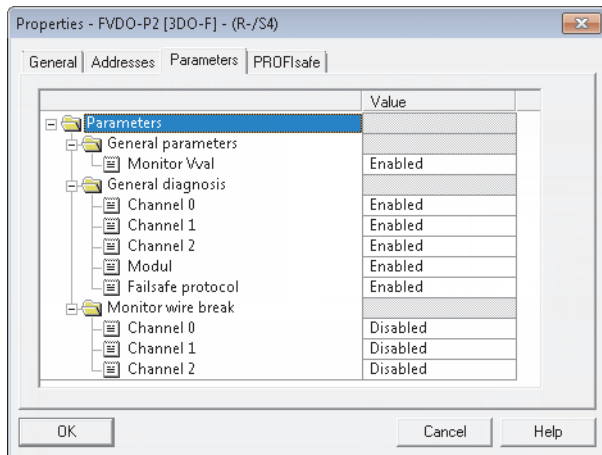 Properties - FVDO-P2 [3DO-F] - (R-/S4)
General Addresses Parameters PROFIsafe
Value
Parameters
General parameters
Monitor Vval Enabled
General diagnosis
Channel 0 Enabled
Channel 1 Enabled
Channel 2 Enabled
Modul Enabled
Failsafe protocol Enabled
Monitor wire break
Channel 0 Disabled
Channel 1 Disabled
Channel 2 Disabled
OK Cancel Help